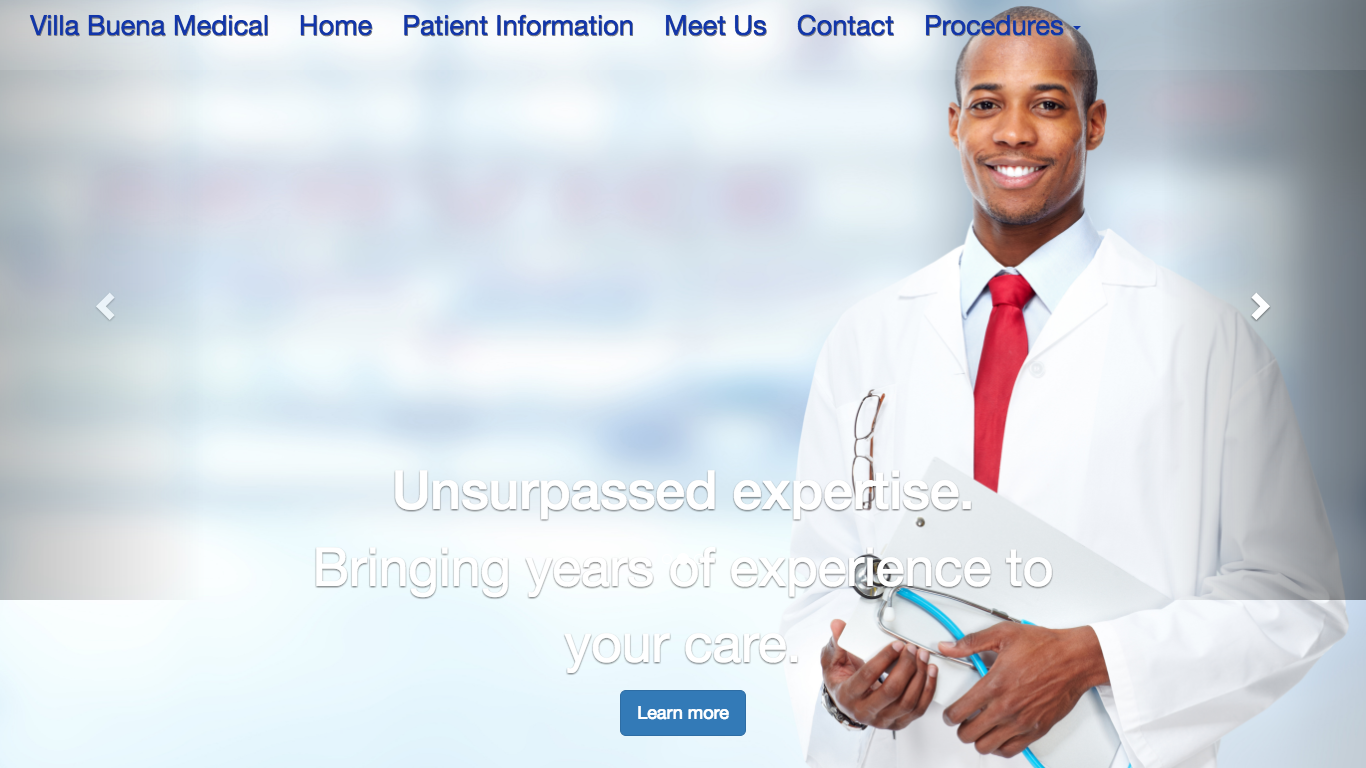 Villa Buena Medical Home Patient Information Meet Us Contact Procedures
Unsurpassed expertise.
Bringing years of experience to
your care.
Learn more